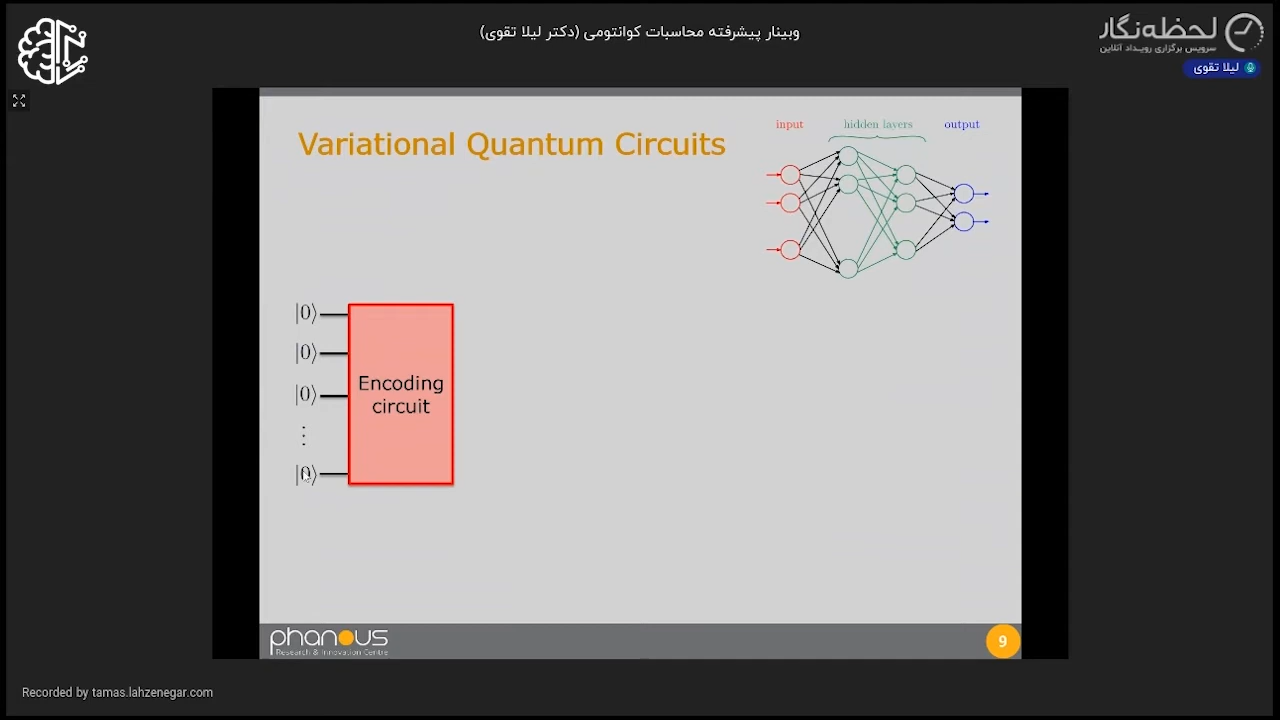 وبینار پیشرفته محاسبات کوانتومی (دکتر لیلا تقوی)
لحظه‌نگار
سرویس برگزاری رویداد آنلاین
لیلا تقوی
Variational Quantum Circuits
input hidden layers output
|0⟩
|0⟩
|0⟩
⋮
|0⟩
Encoding
circuit
phanous
Research & Innovation Centre
9
Recorded by tamas.lahzenegar.com